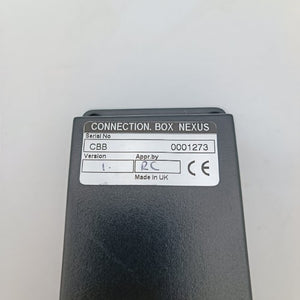 CONNECTION. BOX NEXUS
Serial No
CBB 0001273
Version Appr.by
1. RC CE
Made in UK